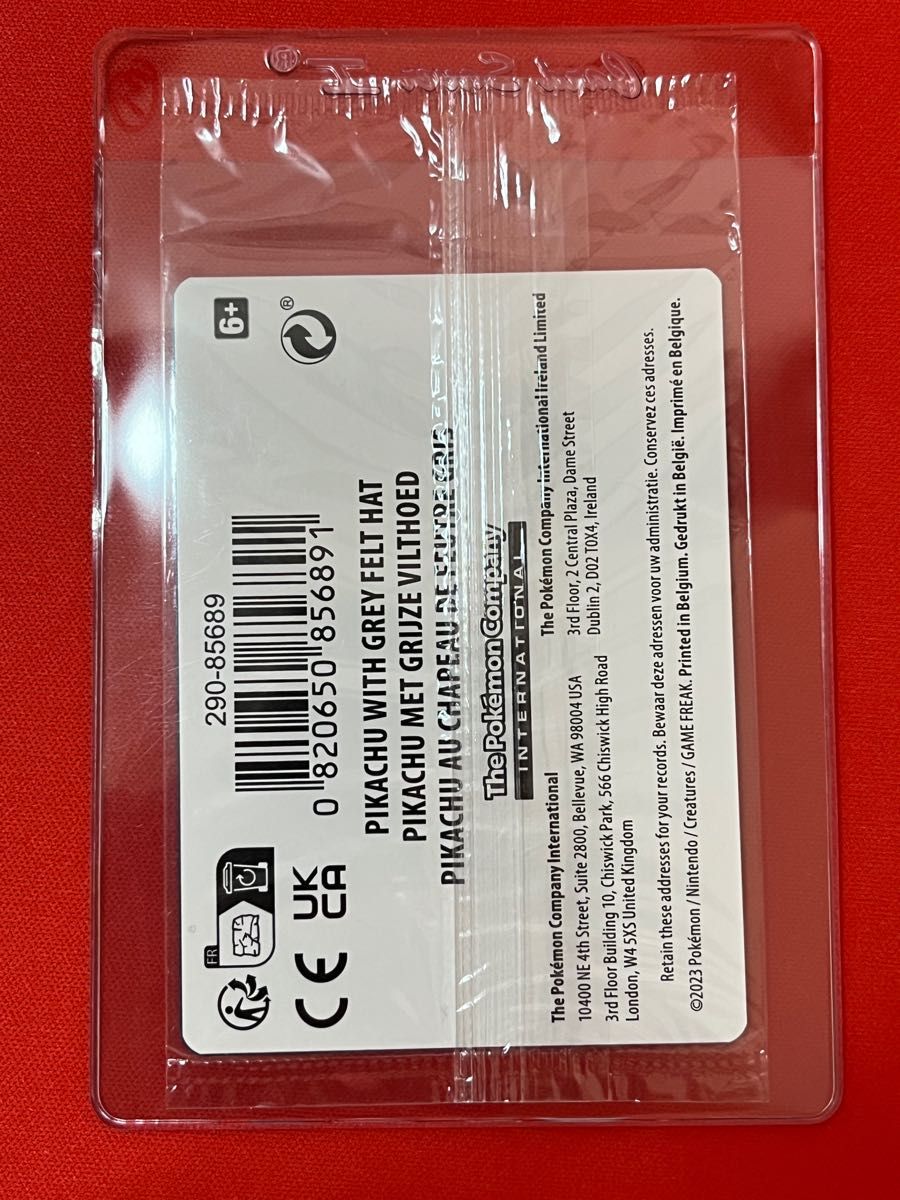 Card Saver I ®
FR
CE
UK
CA
290-85689
0 820650 856891
6+
®
PIKACHU WITH GREY FELT HAT
PIKACHU MET GRIJZE VILTHOED
PIKACHU AU CHAPEAU DE FEUTRE GRIS
The Pokémon Company
INTERNATIONAL
The Pokémon Company International
10400 NE 4th Street, Suite 2800, Bellevue, WA 98004 USA
3rd Floor Building 10, Chiswick Park, 566 Chiswick High Road
London, W4 5XS United Kingdom
The Pokémon Company International Ireland Limited
3rd Floor, 2 Central Plaza, Dame Street
Dublin 2, D02 T0X4, Ireland
Retain these addresses for your records. Bewaar deze adressen voor uw administratie. Conservez ces adresses.
©2023 Pokémon / Nintendo / Creatures / GAME FREAK. Printed in Belgium. Gedrukt in België. Imprimé en Belgique.